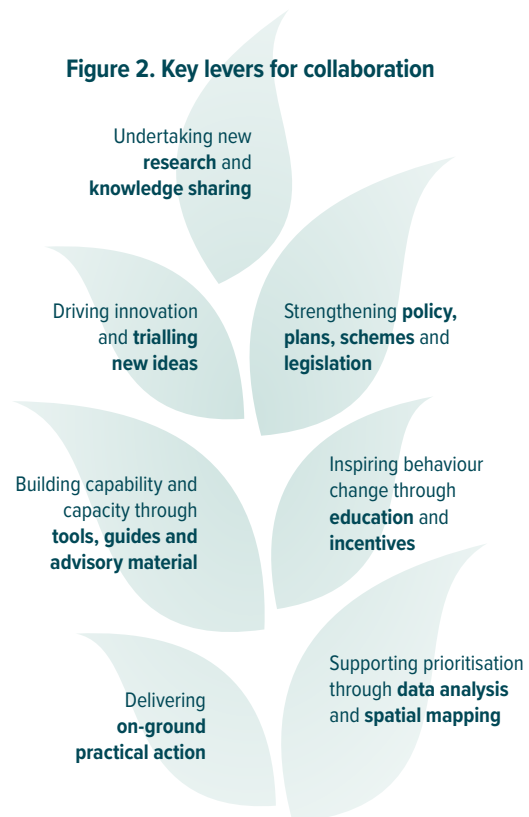 Figure 2. Key levers for collaboration
Undertaking new
research and
knowledge sharing
Driving innovation
and trialling
new ideas
Strengthening policy,
plans, schemes and
legislation
Building capability and
capacity through
tools, guides and
advisory material
Inspiring behaviour
change through
education and
incentives
Delivering
on-ground
practical action
Supporting prioritisation
through data analysis
and spatial mapping